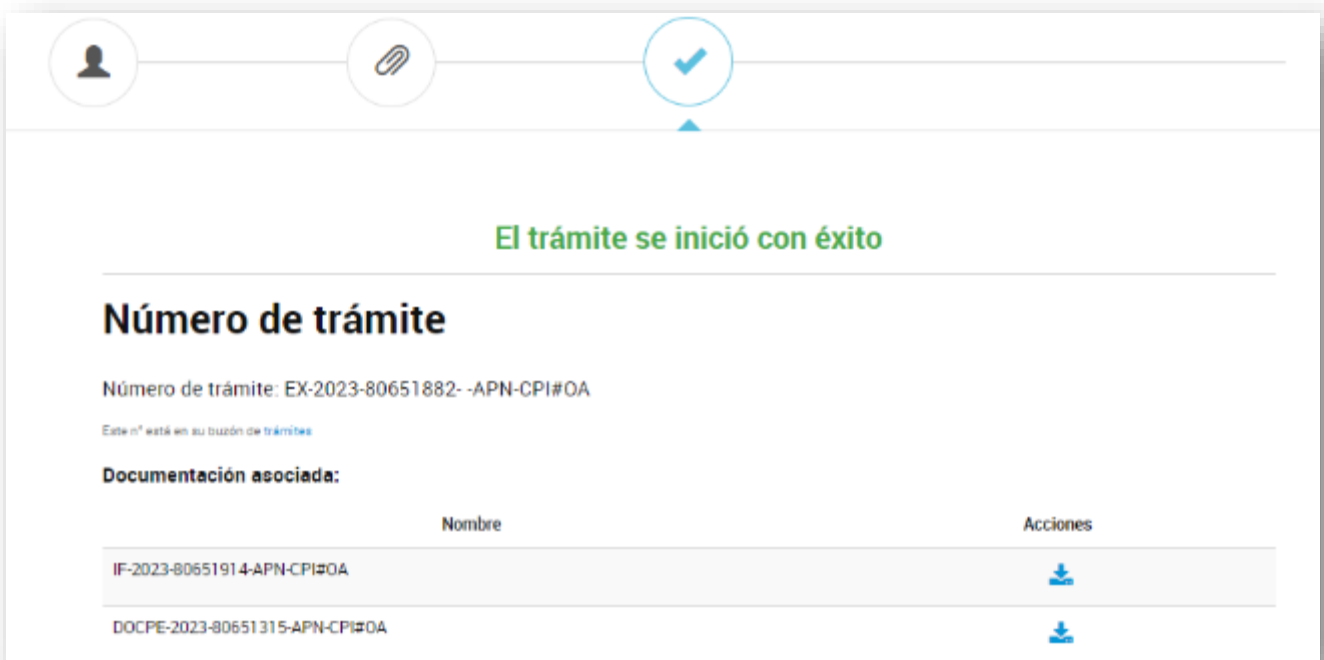 El trámite se inició con éxito
Número de trámite
Número de trámite: EX-2023-80651882- -APN-CPI#OA
Este n° está en su buzón de trámites
Documentación asociada:
Nombre Acciones
IF-2023-80651914-APN-CPI#OA
DOCPE-2023-80651315-APN-CPI#OA